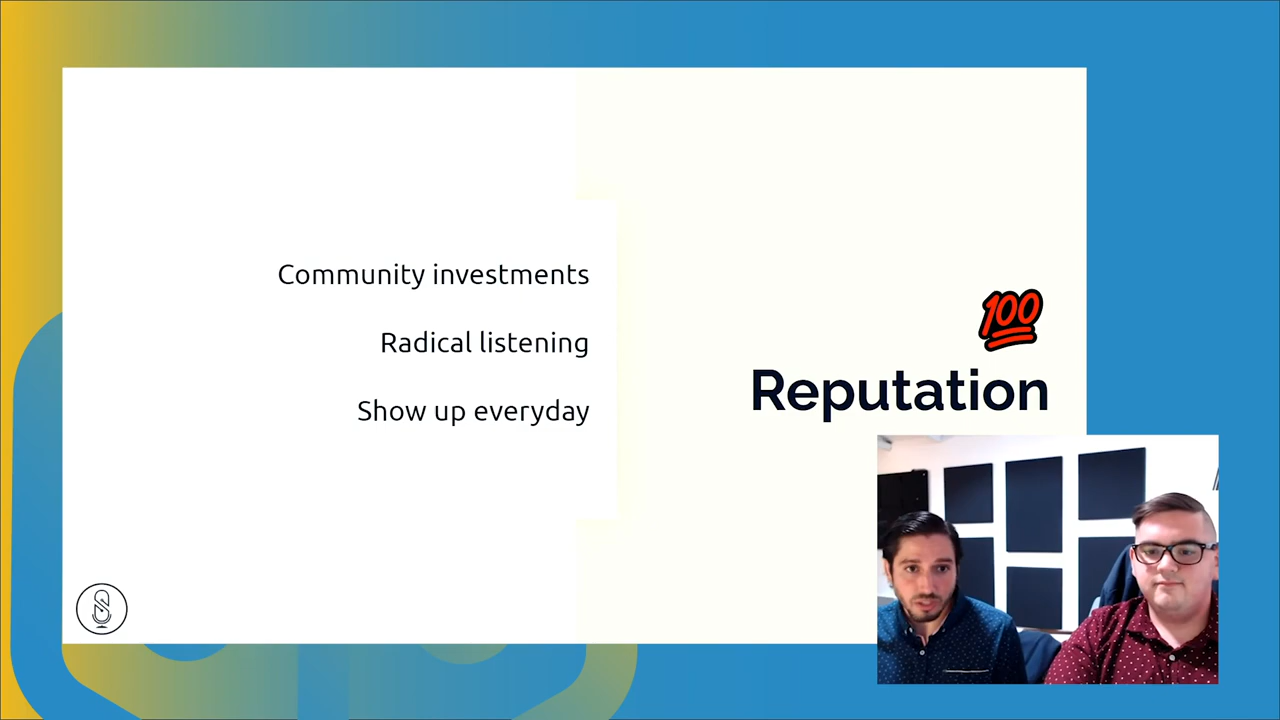 Community investments
Radical listening
Show up everyday
💯
Reputation